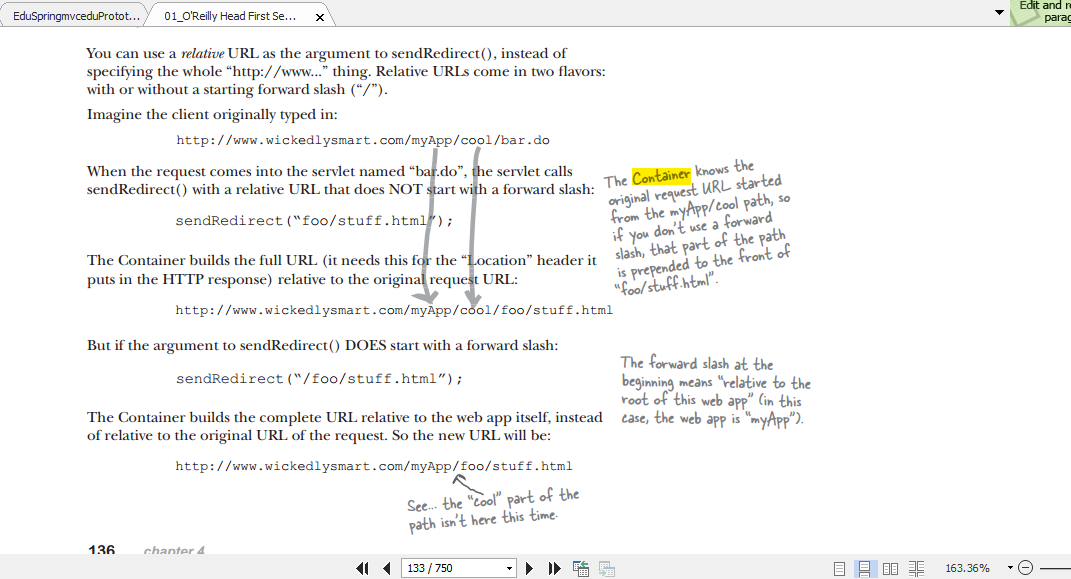 EduSpringmvceduPrototː...
01_O'Reilly Head First Se...
Edit and re
parag
You can use a relative URL as the argument to sendRedirect(), instead of
specifying the whole “http://www...” thing. Relative URLs come in two flavors:
with or without a starting forward slash (“/”).
Imagine the client originally typed in:
http://www.wickedlysmart.com/myApp/cool/bar.do
When the request comes into the servlet named “bar.do”, the servlet calls
sendRedirect() with a relative URL that does NOT start with a forward slash:
sendRedirect(“foo/stuff.html”);
The Container knows the
original request URL started
from the myApp/cool path, so
if you don't use a forward
slash, that part of the path
is prepended to the front of
“foo/stuff.html”.
The Container builds the full URL (it needs this for the “Location” header it
puts in the HTTP response) relative to the original request URL:
http://www.wickedlysmart.com/myApp/cool/foo/stuff.html
But if the argument to sendRedirect() DOES start with a forward slash:
sendRedirect(“/foo/stuff.html”);
The forward slash at the
beginning means “relative to the
root of this web app” (in this
case, the web app is “myApp”).
The Container builds the complete URL relative to the web app itself, instead
of relative to the original URL of the request. So the new URL will be:
http://www.wickedlysmart.com/myApp/foo/stuff.html
See... the “cool” part of the
path isn't here this time.
136 chapter 4
133 / 750
163.36%